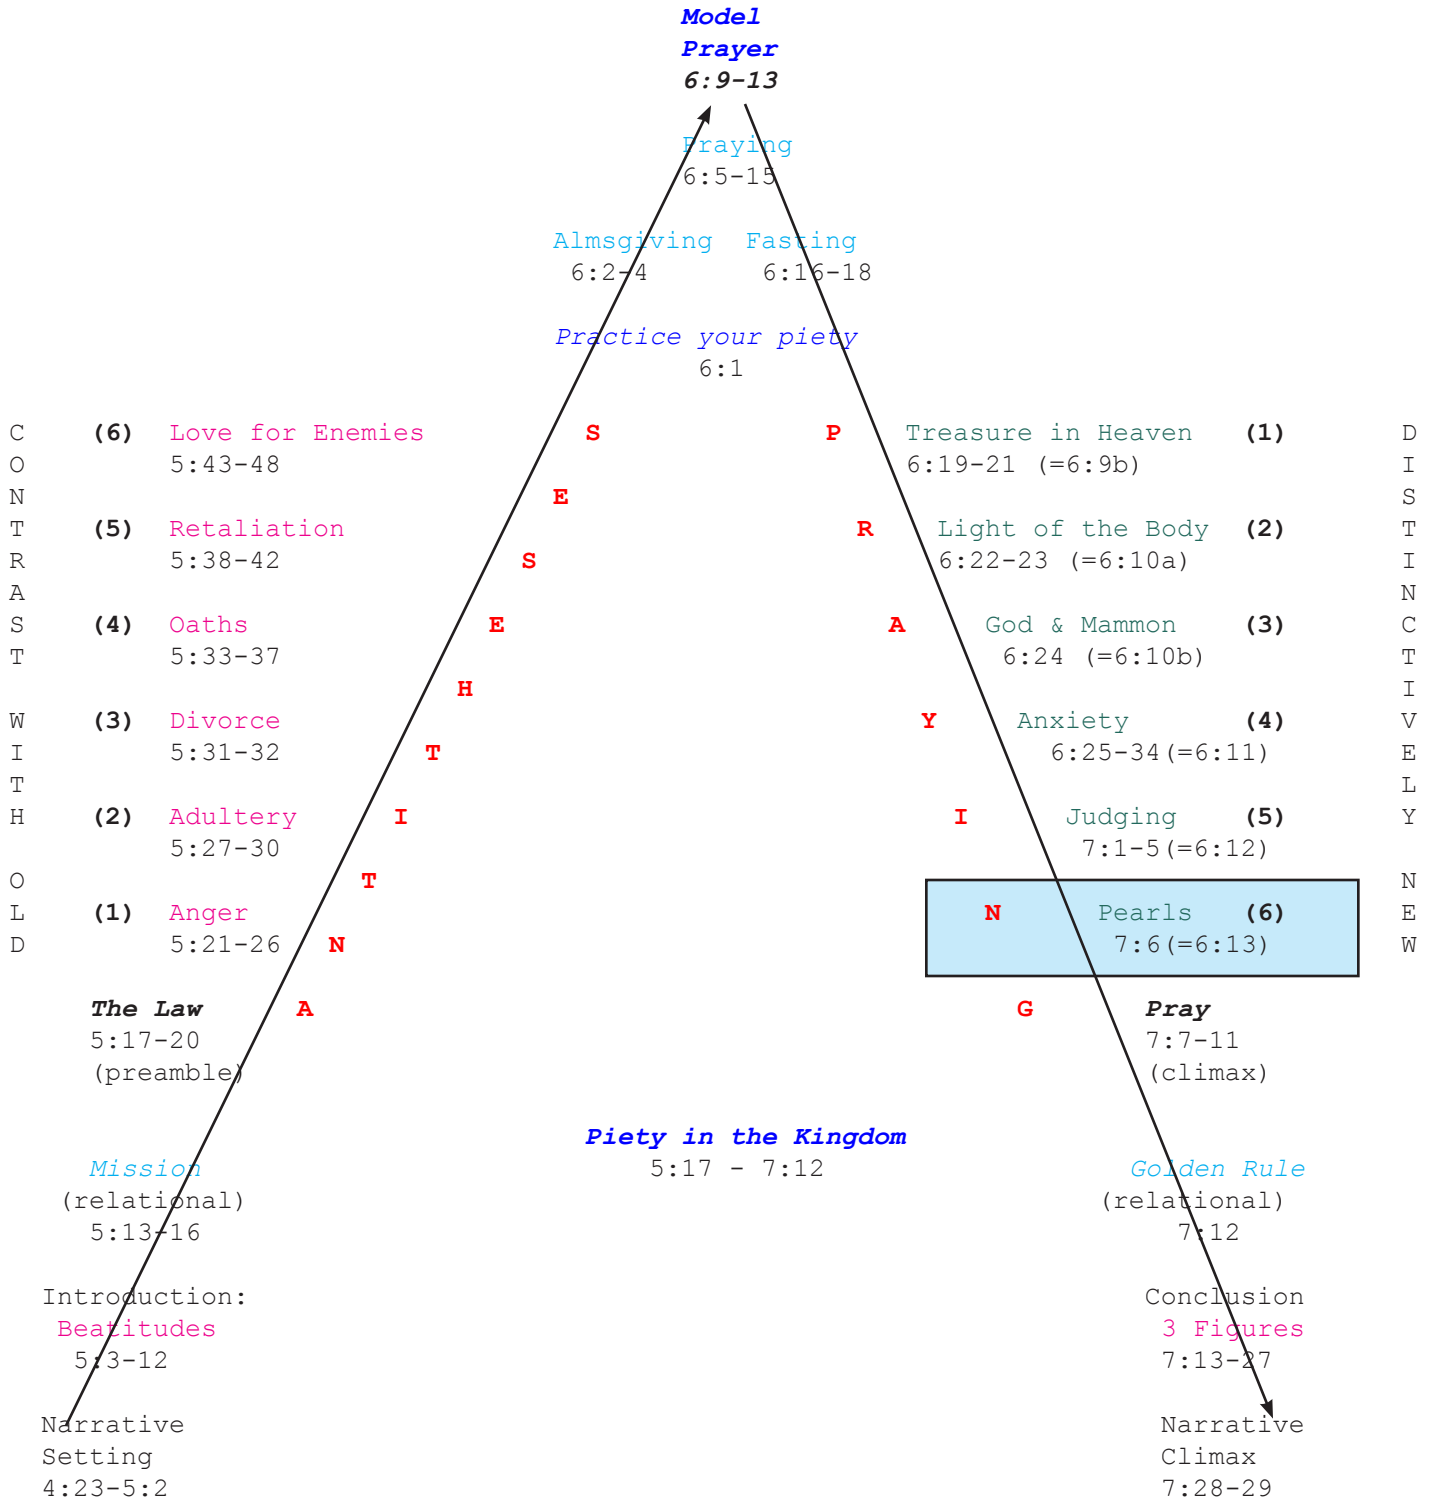 Model
Prayer
6:9-13
Praying
6:5-15
Almsgiving Fasting
6:2-4 6:16-18
Practice your piety
6:1
C (6) Love for Enemies S P Treasure in Heaven (1) D
O 5:43-48 6:19-21 (=6:9b) I
N E S
T (5) Retaliation R Light of the Body (2) T
R 5:38-42 S 6:22-23 (=6:10a) I
A N
S (4) Oaths E A God & Mammon (3) C
T 5:33-37 6:24 (=6:10b) T
H I
W (3) Divorce Y Anxiety (4) V
I 5:31-32 T 6:25-34(=6:11) E
T L
H (2) Adultery I I Judging (5) Y
5:27-30 7:1-5(=6:12)
O T N
L (1) Anger N Pearls (6) E
D 5:21-26 N 7:6(=6:13) W
The Law A G Pray
5:17-20 7:7-11
(preamble) (climax)
Piety in the Kingdom
Mission 5:17 - 7:12 Golden Rule
(relational) (relational)
5:13-16 7:12
Introduction: Conclusion
Beatitudes 3 Figures
5:3-12 7:13-27
Narrative Narrative
Setting Climax
4:23-5:2 7:28-29